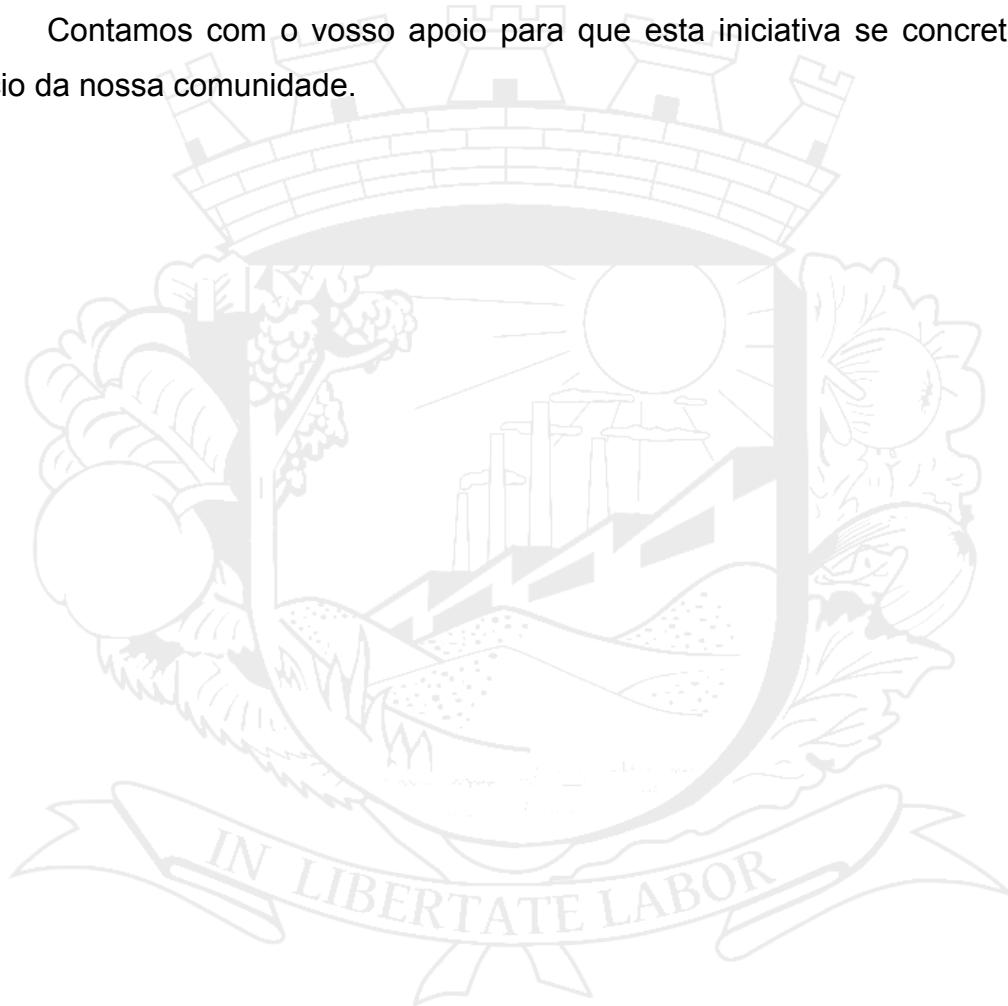 Contamos com o vosso apoio para que esta iniciativa se concret
io da nossa comunidade.
IN LIBERTATE LABOR